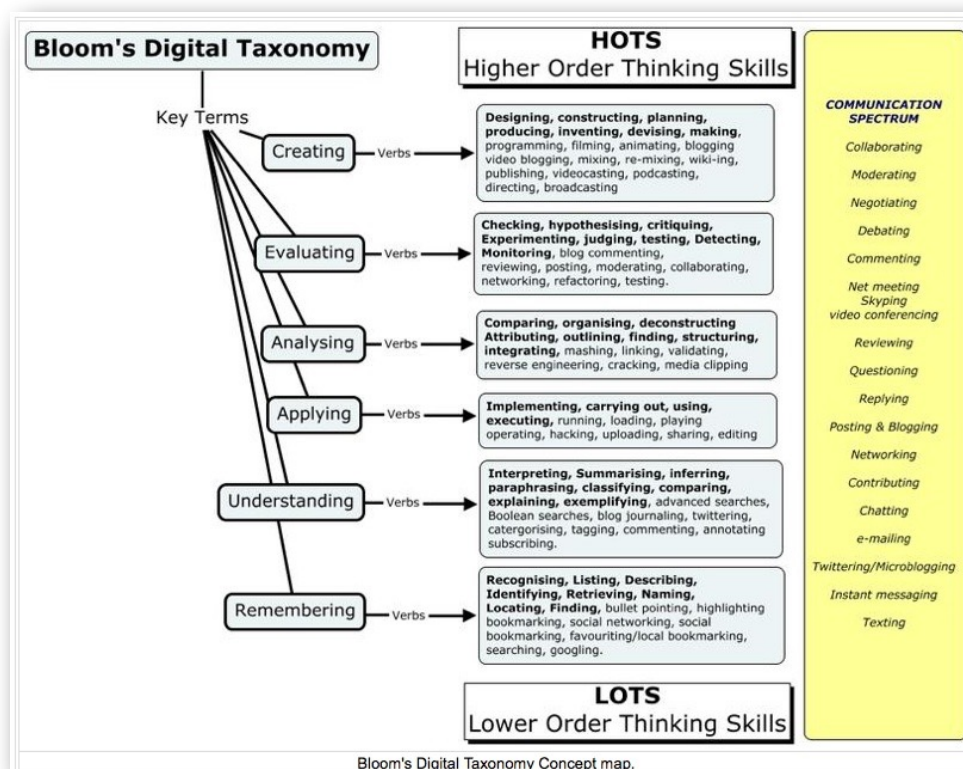 Bloom's Digital Taxonomy
Key Terms
HOTS
Higher Order Thinking Skills
Creating
Verbs
Designing, constructing, planning,
producing, inventing, devising, making,
programming, filming, animating, blogging
video blogging, mixing, re-mixing, wiki-ing,
publishing, videocasting, podcasting,
directing, broadcasting
Evaluating
Verbs
Checking, hypothesising, critiquing,
Experimenting, judging, testing, Detecting,
Monitoring, blog commenting,
reviewing, posting, moderating, collaborating,
networking, refactoring, testing.
Analysing
Verbs
Comparing, organising, deconstructing
Attributing, outlining, finding, structuring,
integrating, mashing, linking, validating,
reverse engineering, cracking, media clipping
Applying
Verbs
Implementing, carrying out, using,
executing, running, loading, playing
operating, hacking, uploading, sharing, editing
Understanding
Verbs
Interpreting, Summarising, inferring,
paraphrasing, classifying, comparing,
explaining, exemplifying, advanced searches,
Boolean searches, blog journaling, twittering,
catergorising, tagging, commenting, annotating
subscribing.
Remembering
Verbs
Recognising, Listing, Describing,
Identifying, Retrieving, Naming,
Locating, Finding, bullet pointing, highlighting
bookmarking, social networking, social
bookmarking, favouriting/local bookmarking,
searching, googling.
LOTS
Lower Order Thinking Skills
COMMUNICATION
SPECTRUM
Collaborating
Moderating
Negotiating
Debating
Commenting
Net meeting
Skyping
video conferencing
Reviewing
Questioning
Replying
Posting & Blogging
Networking
Contributing
Chatting
e-mailing
Twittering/Microblogging
Instant messaging
Texting
Bloom's Digital Taxonomy Concept map.